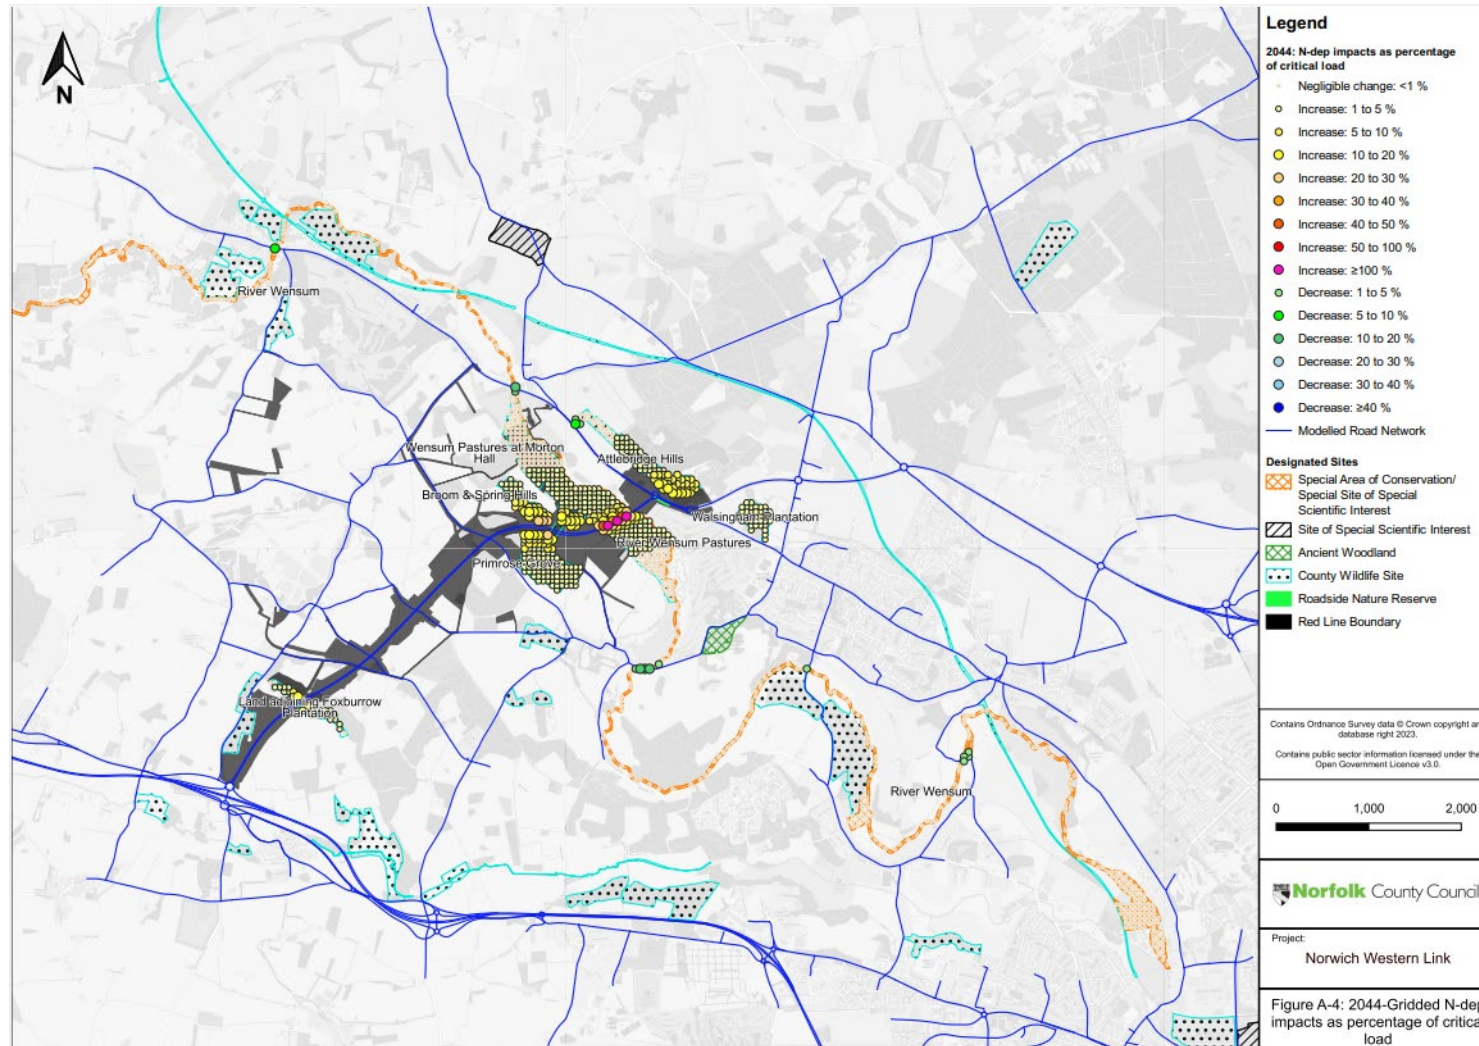 N
River Wensum
Wensum Pastures at Morton
Hall
Attlebridge Hills
Broom & Spring Hills
Walsingham Plantation
River Wensum Pastures
Primrose Grove
Land adjoining Foxburrow
Plantation
River Wensum
Legend
2044: N-dep impacts as percentage
of critical load
Negligible change: <1 %
Increase: 1 to 5 %
Increase: 5 to 10 %
Increase: 10 to 20 %
Increase: 20 to 30 %
Increase: 30 to 40 %
Increase: 40 to 50 %
Increase: 50 to 100 %
Increase: ≥100 %
Decrease: 1 to 5 %
Decrease: 5 to 10 %
Decrease: 10 to 20 %
Decrease: 20 to 30 %
Decrease: 30 to 40 %
Decrease: ≥40 %
Modelled Road Network
Designated Sites
Special Area of Conservation/
Special Site of Special
Scientific Interest
Site of Special Scientific Interest
Ancient Woodland
County Wildlife Site
Roadside Nature Reserve
Red Line Boundary
Contains Ordnance Survey data © Crown copyright an
database right 2023.
Contains public sector information licensed under the
Open Government Licence v3.0.
0 1,000 2,000
Norfolk County Council
Project:
Norwich Western Link
Figure A-4: 2044-Gridded N-dep
impacts as percentage of critica
load